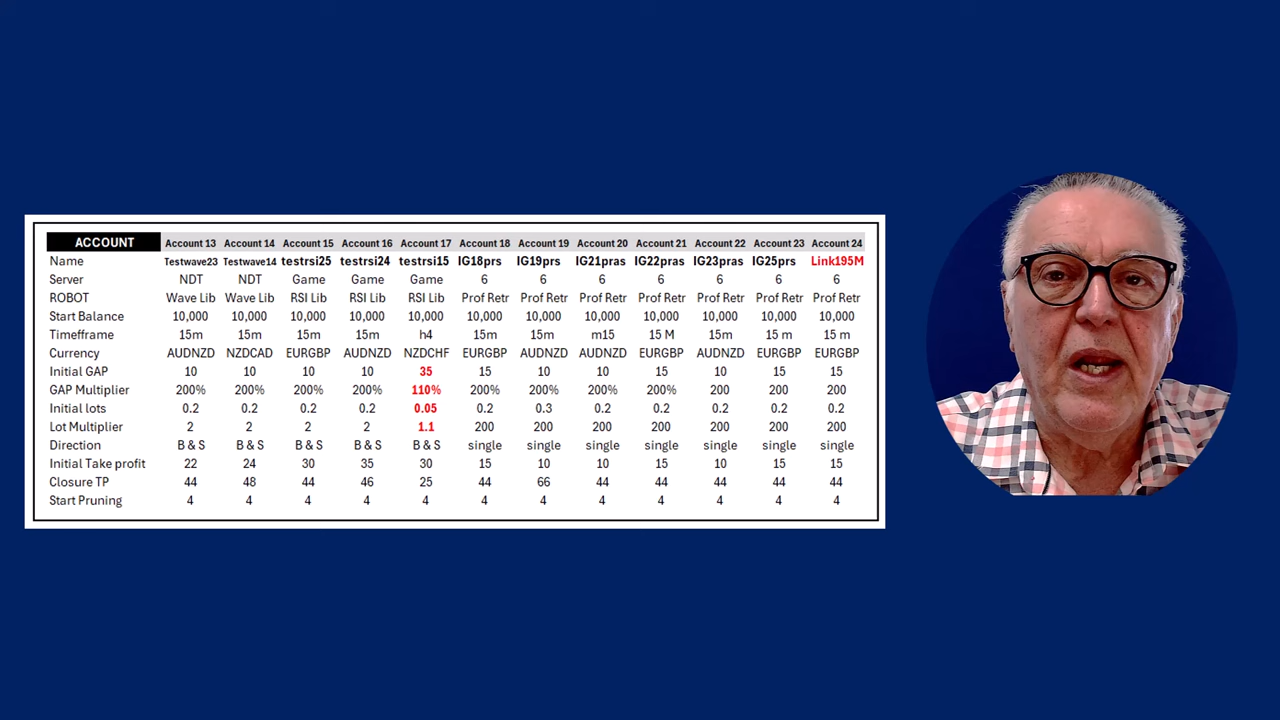 ACCOUNT Account 13 Account 14 Account 15 Account 16 Account 17 Account 18 Account 19 Account 20 Account 21 Account 22 Account 23 Account 24
Name Testwave23 Testwave14 testrsi25 testrsi24 testrsi15 IG18prs IG19prs IG21pras IG22pras IG23pras IG25prs Link195M
Server NDT NDT Game Game Game 6 6 6 6 6 6 6
ROBOT Wave Lib Wave Lib RSI Lib RSI Lib RSI Lib Prof Retr Prof Retr Prof Retr Prof Retr Prof Retr Prof Retr Prof Retr
Start Balance 10,000 10,000 10,000 10,000 10,000 10,000 10,000 10,000 10,000 10,000 10,000 10,000
Timefframe 15m 15m 15m 15m h4 15m 15m m15 15 M 15m 15 m 15 m
Currency AUDNZD NZDCAD EURGBP AUDNZD NZDCHF EURGBP AUDNZD AUDNZD EURGBP AUDNZD EURGBP EURGBP
Initial GAP 10 10 10 10 35 15 10 10 15 10 15 15
GAP Multiplier 200% 200% 200% 200% 110% 200% 200% 200% 200% 200 200 200
Initial lots 0.2 0.2 0.2 0.2 0.05 0.2 0.3 0.2 0.2 0.2 0.2 0.2
Lot Multiplier 2 2 2 2 1.1 200 200 200 200 200 200 200
Direction B & S B & S B & S B & S B & S single single single single single single single
Initial Take profit 22 24 30 35 30 15 10 10 15 10 15 15
Closure TP 44 48 44 46 25 44 66 44 44 44 44 44
Start Pruning 4 4 4 4 4 4 4 4 4 4 4 4